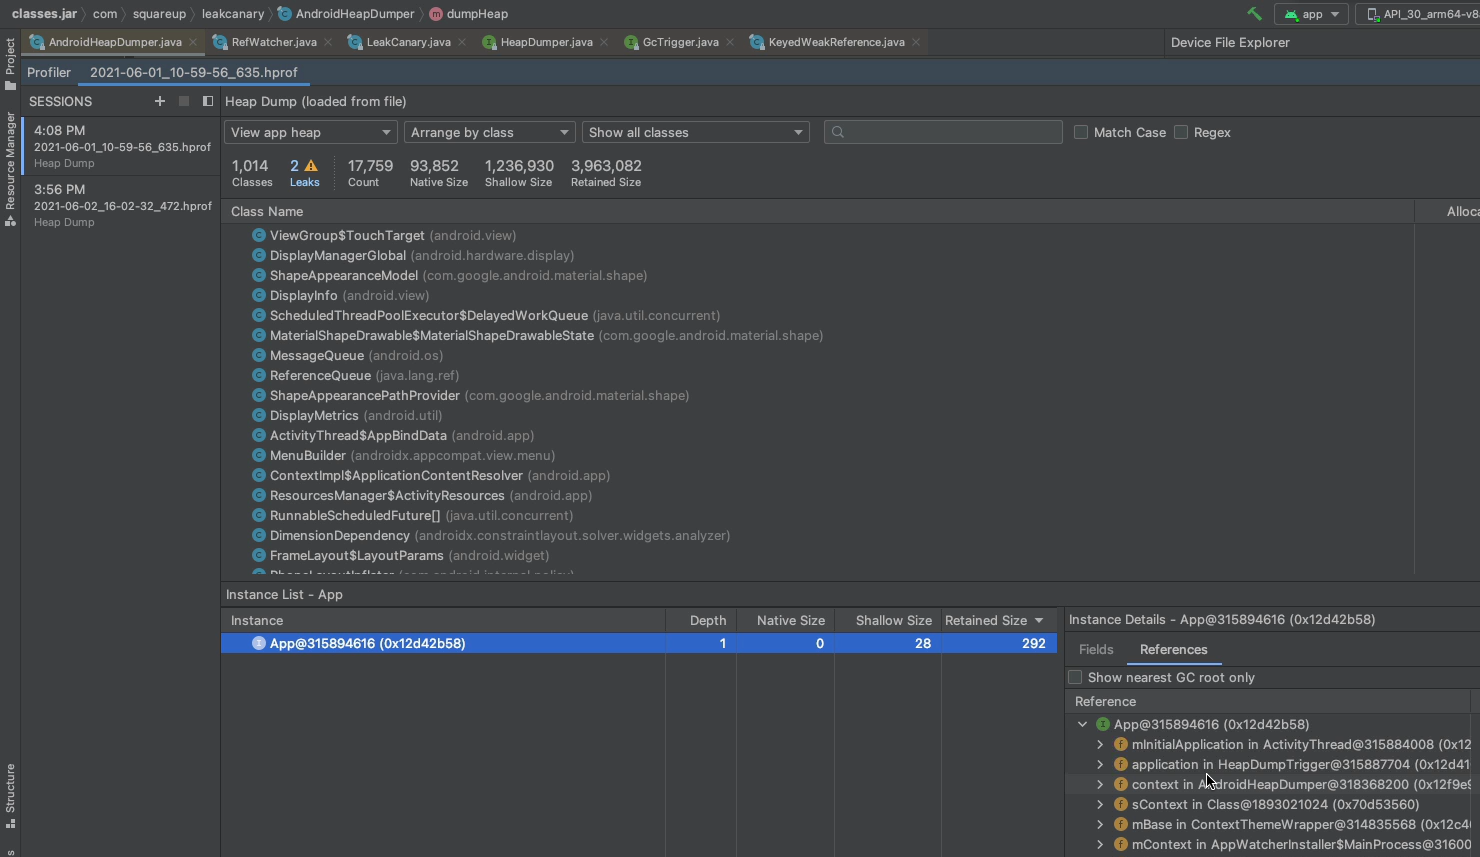 classes.jar com squareup leakcanary AndroidHeapDumper dumpHeap app API_30_arm64-v8
AndroidHeapDumper.java RefWatcher.java LeakCanary.java HeapDumper.java GcTrigger.java KeyedWeakReference.java Device File Explorer
Project
Resource Manager
Structure
Profiler 2021-06-01_10-59-56_635.hprof
SESSIONS Heap Dump (loaded from file)
4:08 PM
2021-06-01_10-59-56_635.hprof
Heap Dump
3:56 PM
2021-06-02_16-02-32_472.hprof
Heap Dump
View app heap Arrange by class Show all classes Match Case Regex
1,014 2 17,759 93,852 1,236,930 3,963,082
Classes Leaks Count Native Size Shallow Size Retained Size
Class Name Alloca
ViewGroup$TouchTarget (android.view)
DisplayManagerGlobal (android.hardware.display)
ShapeAppearanceModel (com.google.android.material.shape)
DisplayInfo (android.view)
ScheduledThreadPoolExecutor$DelayedWorkQueue (java.util.concurrent)
MaterialShapeDrawable$MaterialShapeDrawableState (com.google.android.material.shape)
MessageQueue (android.os)
ReferenceQueue (java.lang.ref)
ShapeAppearancePathProvider (com.google.android.material.shape)
DisplayMetrics (android.util)
ActivityThread$AppBindData (android.app)
MenuBuilder (androidx.appcompat.view.menu)
ContextImpl$ApplicationContentResolver (android.app)
ResourcesManager$ActivityResources (android.app)
RunnableScheduledFuture[] (java.util.concurrent)
DimensionDependency (androidx.constraintlayout.solver.widgets.analyzer)
FrameLayout$LayoutParams (android.widget)
Instance List - App
Instance Depth Native Size Shallow Size Retained Size
App@315894616 (0x12d42b58) 1 0 28 292
Instance Details - App@315894616 (0x12d42b58)
Fields References
Show nearest GC root only
Reference
App@315894616 (0x12d42b58)
mInitialApplication in ActivityThread@315884008 (0x12
application in HeapDumpTrigger@315887704 (0x12d41
context in AndroidHeapDumper@318368200 (0x12f9e9
sContext in Class@1893021024 (0x70d53560)
mBase in ContextThemeWrapper@314835568 (0x12c4
mContext in AppWatcherInstaller$MainProcess@31600